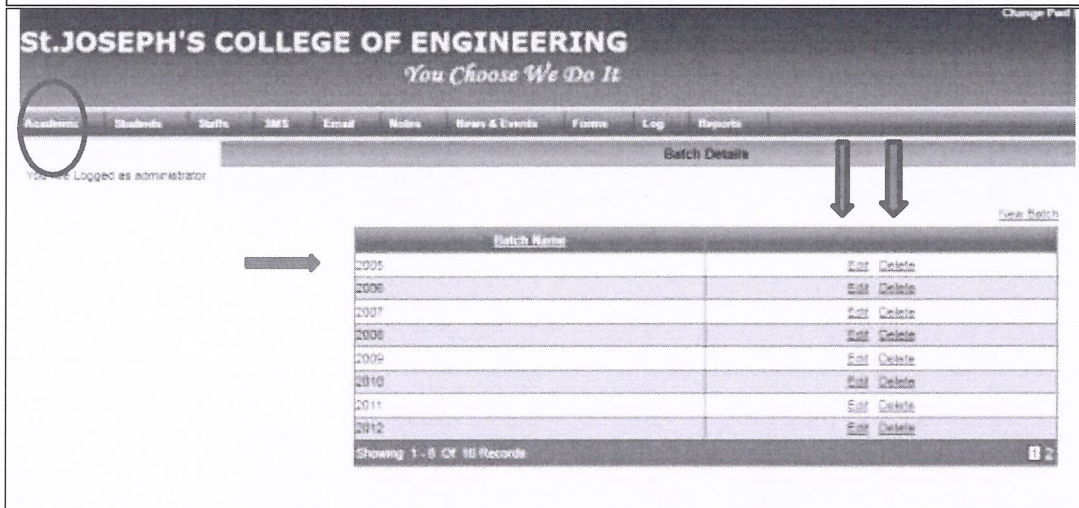 Change Pwd
St.JOSEPH'S COLLEGE OF ENGINEERING
You Choose We Do It
Academic Students Staffs SMS Email Notes News & Events Forms Log Reports
Batch Details
You are Logged as administrator.
New Batch
Batch Name
2005 Edit Delete
2006 Edit Delete
2007 Edit Delete
2008 Edit Delete
2009 Edit Delete
2010 Edit Delete
2011 Edit Delete
2012 Edit Delete
Showing 1 - 8 Of Records
1 2